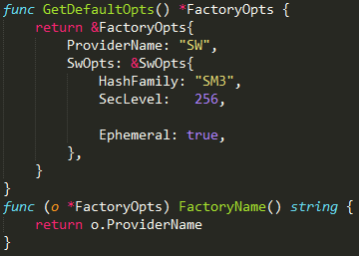 func GetDefaultOpts() *FactoryOpts {
    return &FactoryOpts{
        ProviderName: "SW",
        SwOpts: &SwOpts{
            HashFamily: "SM3",
            SecLevel:   256,

            Ephemeral: true,
        },
    }
}
func (o *FactoryOpts) FactoryName() string {
    return o.ProviderName
}